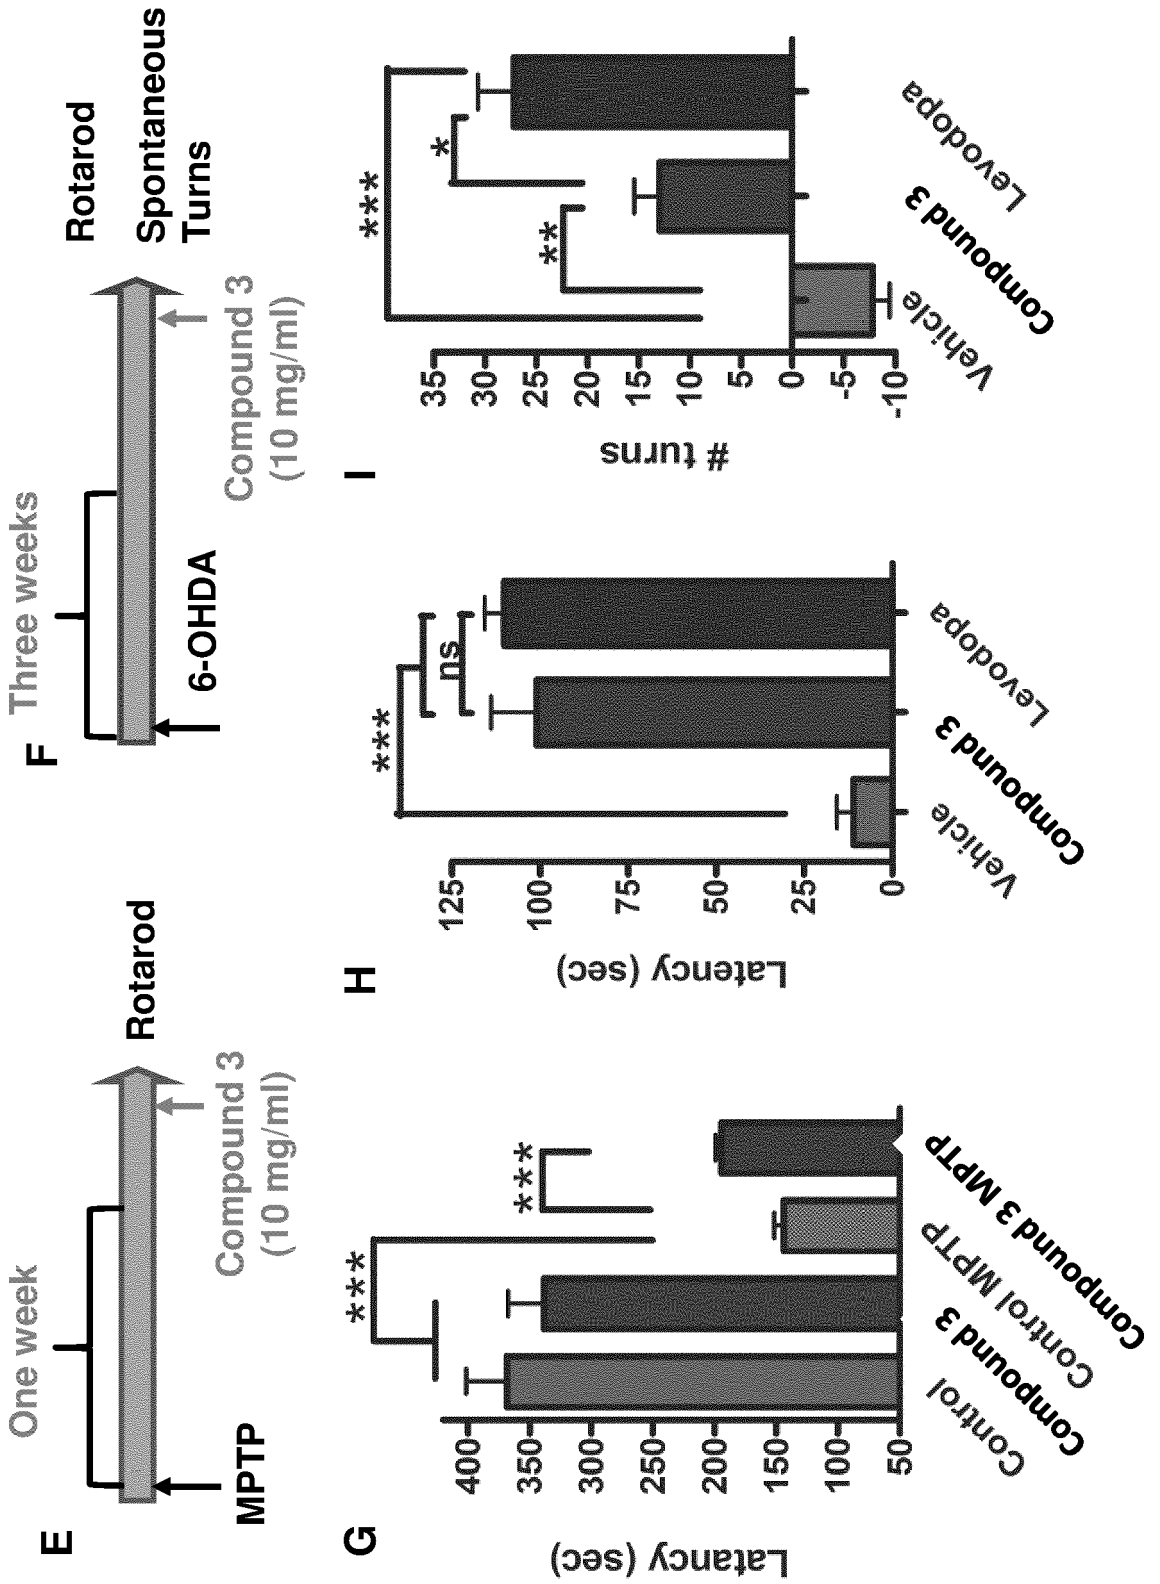 E
One week
MPTP
Compound 3
(10 mg/ml)
Rotarod
F
Three weeks
6-OHDA
Compound 3
(10 mg/ml)
Rotarod
Spontaneous
Turns
G
Latancy (sec)
400
350
300
250
200
150
100
50
***
***
Control
Compound 3
Control MPTP
Compound 3 MPTP
H
Latency (sec)
125
100
75
50
25
0
***
ns
Vehicle
Compound 3
Levodopa
I
# turns
35
30
25
20
15
10
5
0
-5
-10
***
**
*
Vehicle
Compound 3
Levodopa